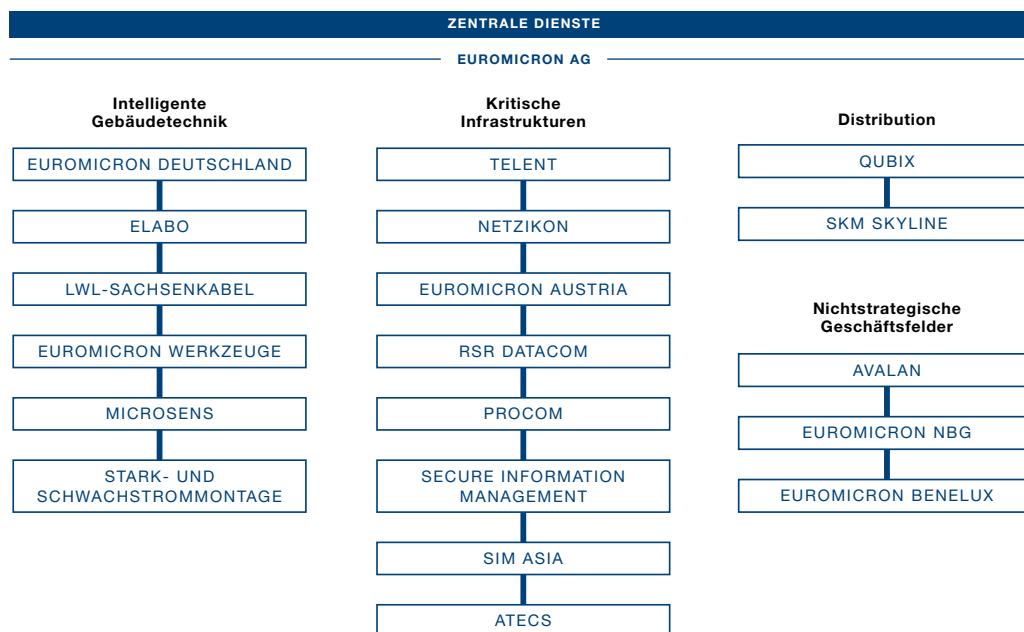 ZENTRALE DIENSTE
EUROMICRON AG
Intelligente
Gebäudetechnik
EUROMICRON DEUTSCHLAND
ELABO
LWL-SACHSENKABEL
EUROMICRON WERKZEUGE
MICROSENS
STARK- UND
SCHWACHSTROMMONTAGE
Kritische
Infrastrukturen
TELENT
NETZIKON
EUROMICRON AUSTRIA
RSR DATACOM
PROCOM
SECURE INFORMATION
MANAGEMENT
SIM ASIA
ATECS
Distribution
QUBIX
SKM SKYLINE
Nichtstrategische
Geschäftsfelder
AVALAN
EUROMICRON NBG
EUROMICRON BENELUX